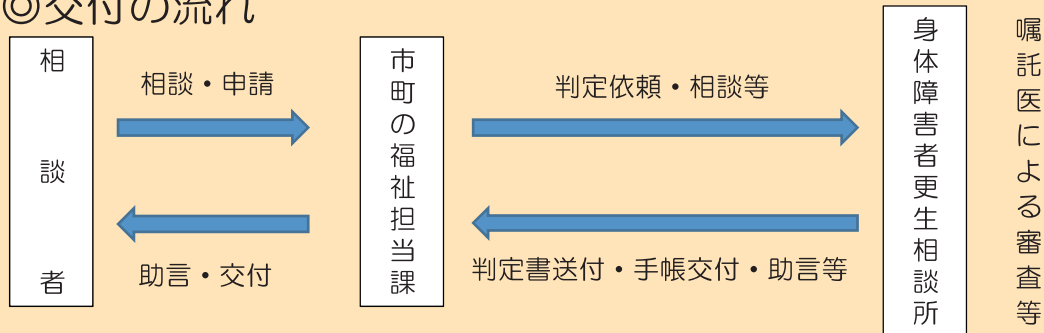 ◎交付の流れ
相談者
相談・申請
助言・交付
市町の福祉担当課
判定依頼・相談等
判定書送付・手帳交付・助言等
身体障害者更生相談所
嘱託医による審査等